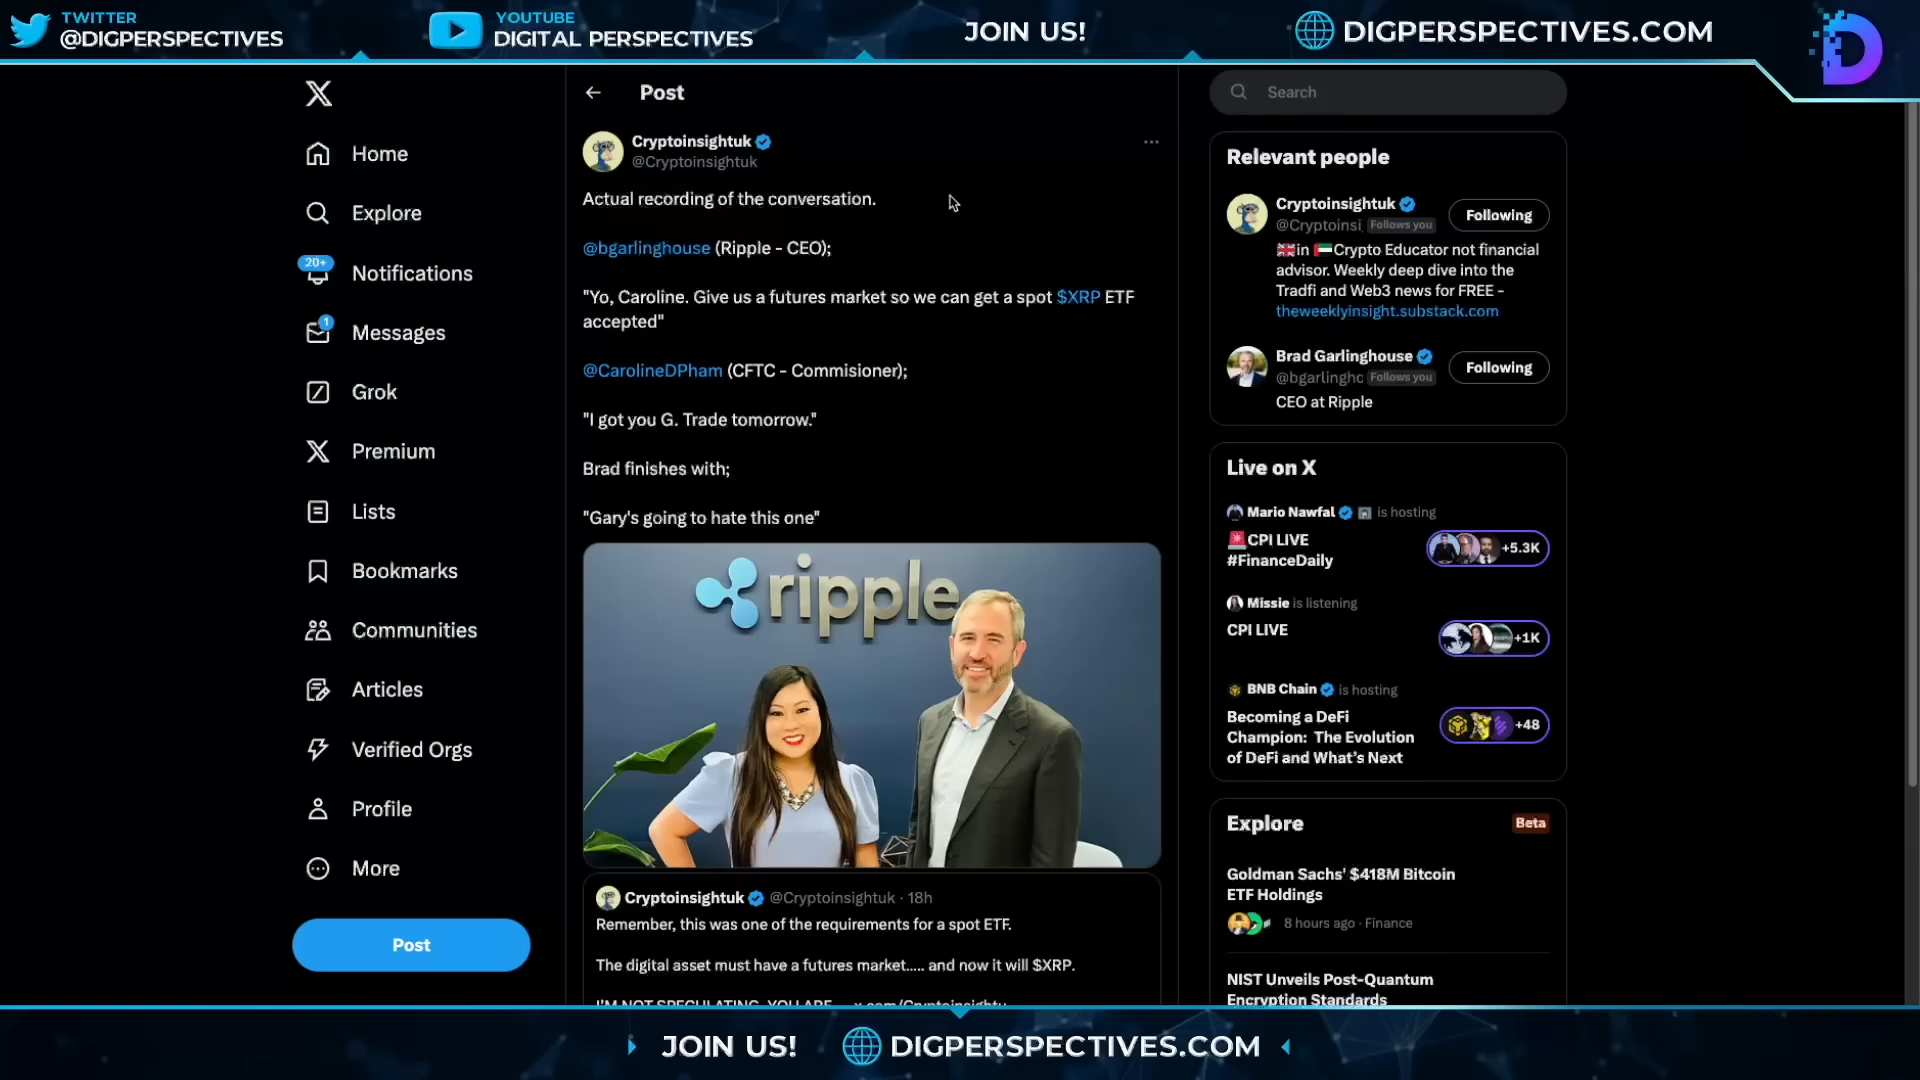 TWITTER
@DIGPERSPECTIVES
YOUTUBE
DIGITAL PERSPECTIVES
JOIN US!
DIGPERSPECTIVES.COM
Home
Explore
20+
Notifications
1
Messages
Grok
Premium
Lists
Bookmarks
Communities
Articles
Verified Orgs
Profile
More
Post
Post
Cryptoinsightuk
@Cryptoinsightuk
Actual recording of the conversation.
@bgarlinghouse (Ripple - CEO);
"Yo, Caroline. Give us a futures market so we can get a spot $XRP ETF
accepted"
@CarolineDPham (CFTC - Commisioner);
"I got you G. Trade tomorrow."
Brad finishes with;
"Gary's going to hate this one"
ripple
Cryptoinsightuk @Cryptoinsightuk · 18h
Remember, this was one of the requirements for a spot ETF.
The digital asset must have a futures market..... and now it will $XRP.
I'M NOT SPECULATING, YOU ARE.... x.com/Cryptoinsightu...
Search
Relevant people
Cryptoinsightuk
@Cryptoinsi Follows you
Following
in Crypto Educator not financial
advisor. Weekly deep dive into the
Tradfi and Web3 news for FREE -
theweeklyinsight.substack.com
Brad Garlinghouse
@bgarlinghc Follows you
Following
CEO at Ripple
Live on X
Mario Nawfal is hosting
CPI LIVE
#FinanceDaily
+5.3K
Missie is listening
CPI LIVE
+1K
BNB Chain is hosting
Becoming a DeFi
Champion: The Evolution
of DeFi and What's Next
+48
Explore
Beta
Goldman Sachs' $418M Bitcoin
ETF Holdings
8 hours ago · Finance
NIST Unveils Post-Quantum
Encryption Standards
JOIN US!
DIGPERSPECTIVES.COM